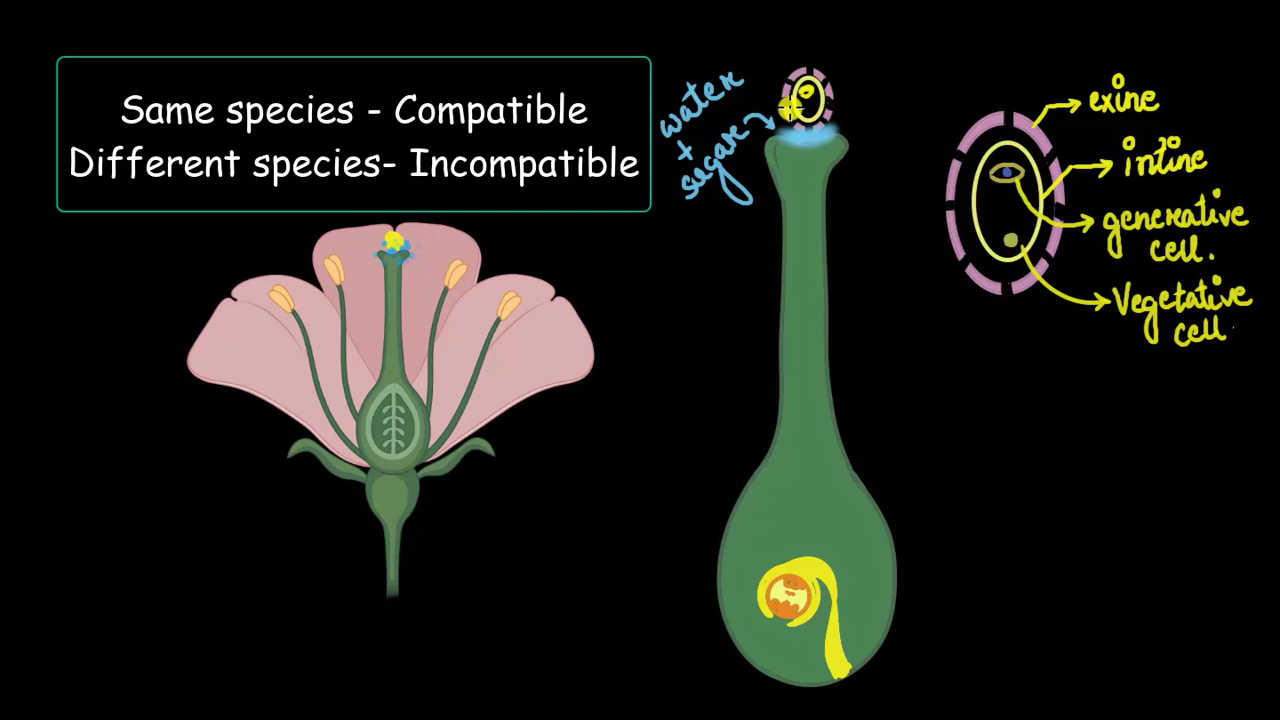 Same species - Compatible
Different species- Incompatible
water
+
sugar
exine
intine
generative
cell.
Vegetative
cell